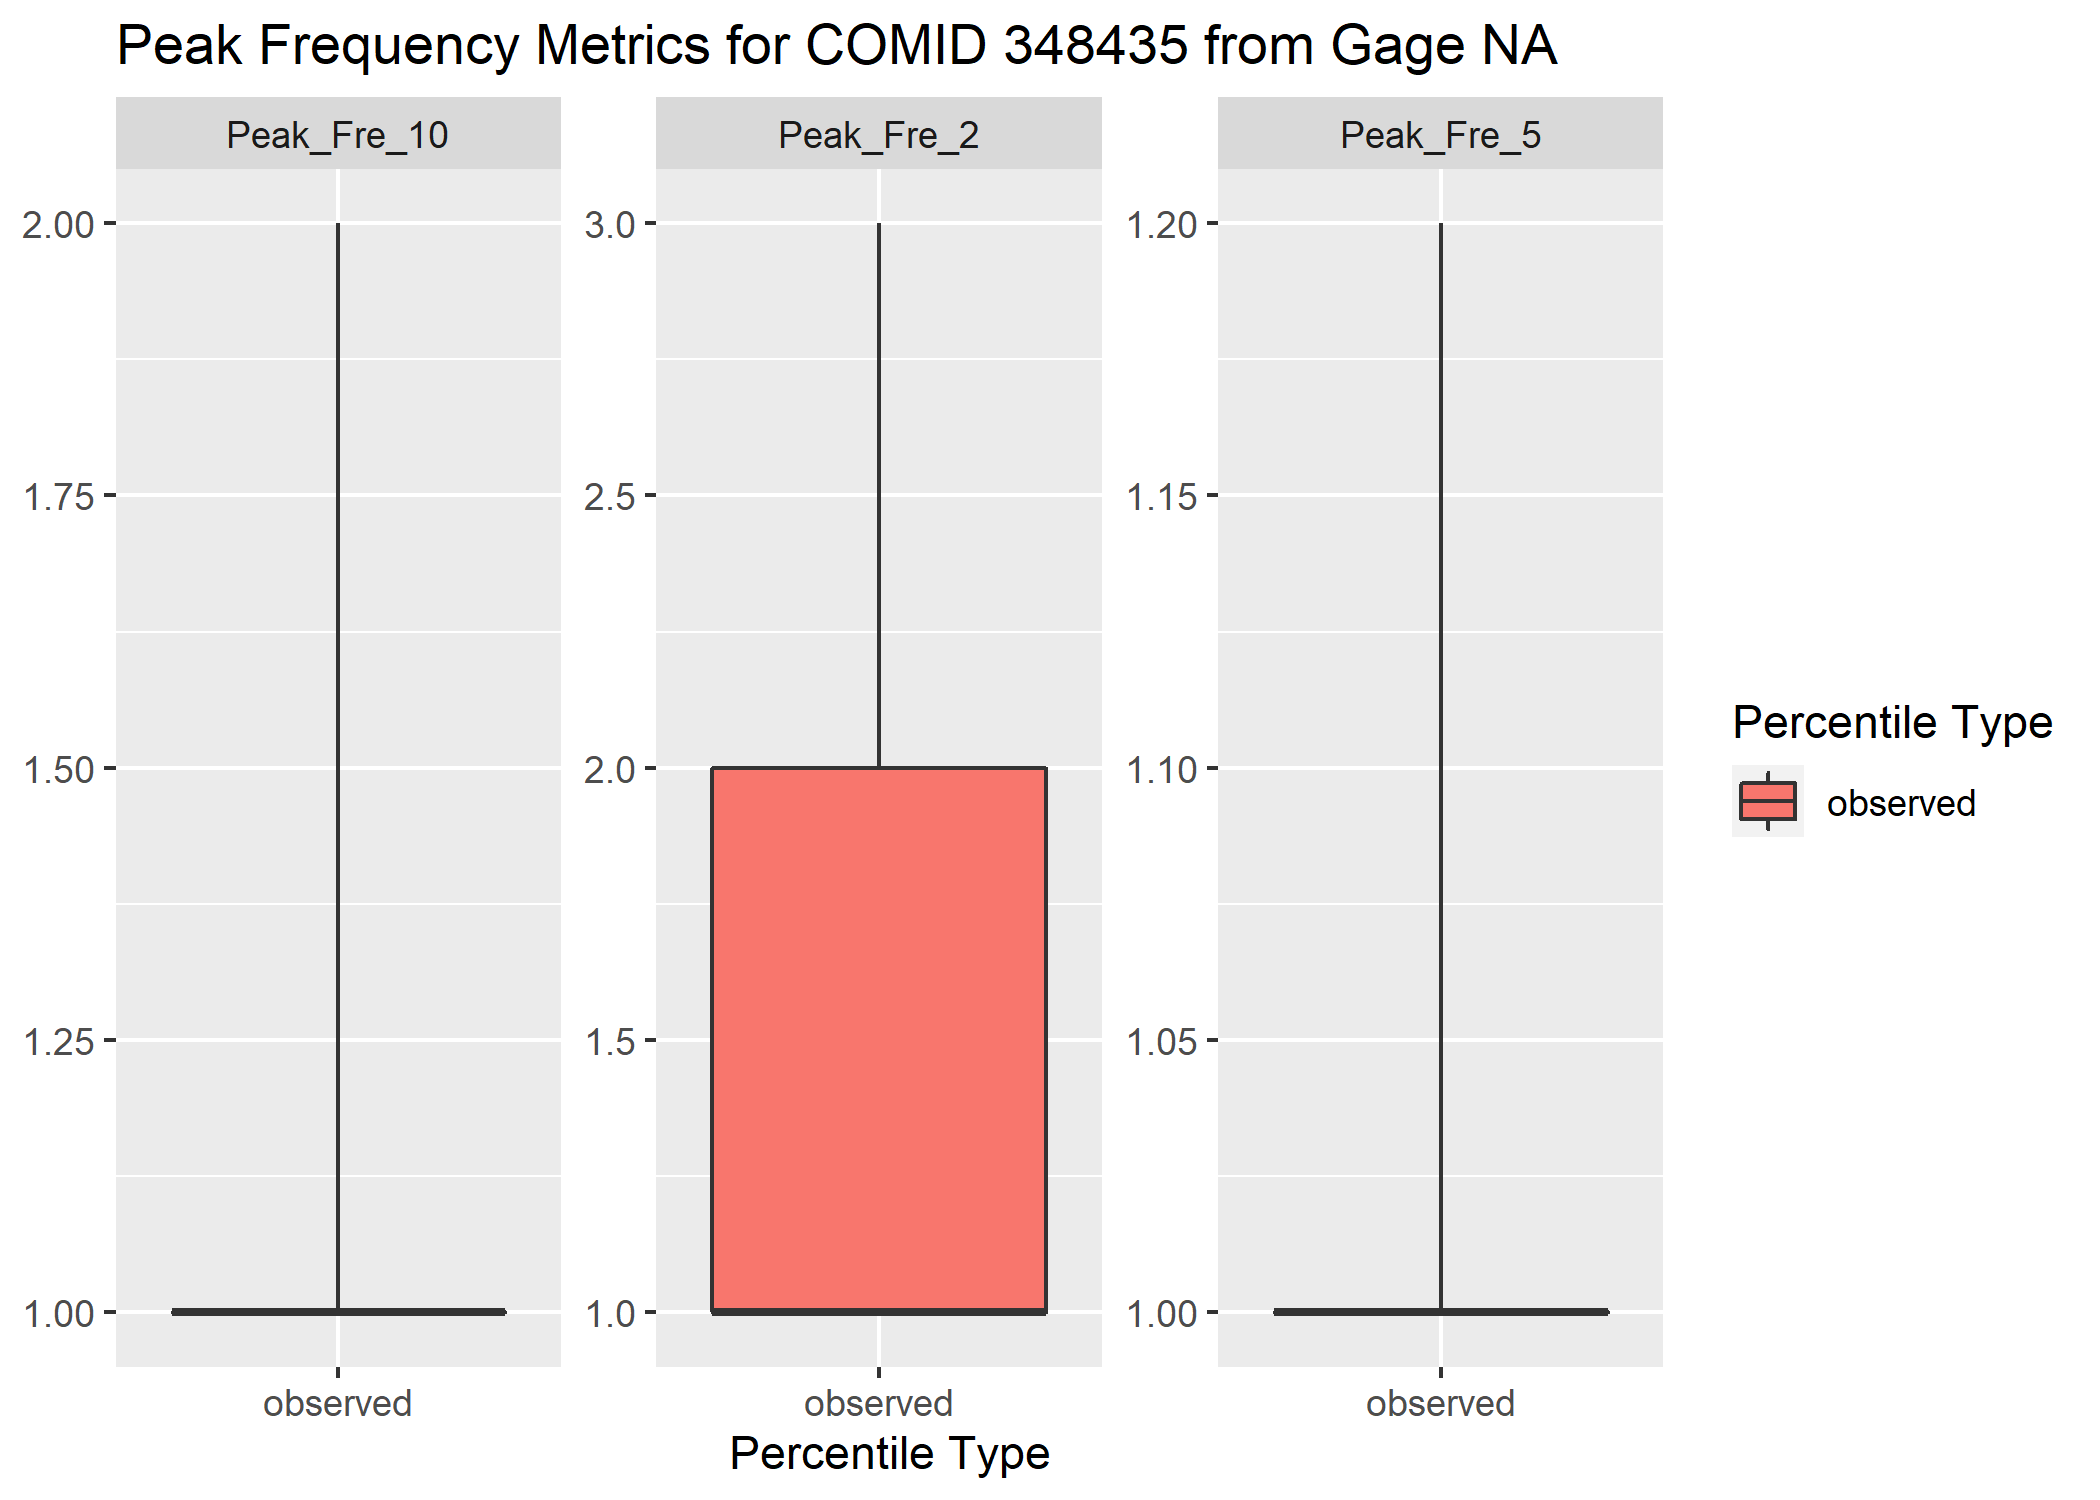 Peak Frequency Metrics for COMID 348435 from Gage NA
Peak_Fre_10
Peak_Fre_2
Peak_Fre_5
2.00
1.75
1.50
1.25
1.00
3.0
2.5
2.0
1.5
1.0
1.20
1.15
1.10
1.05
1.00
observed
observed
observed
Percentile Type
Percentile Type
observed